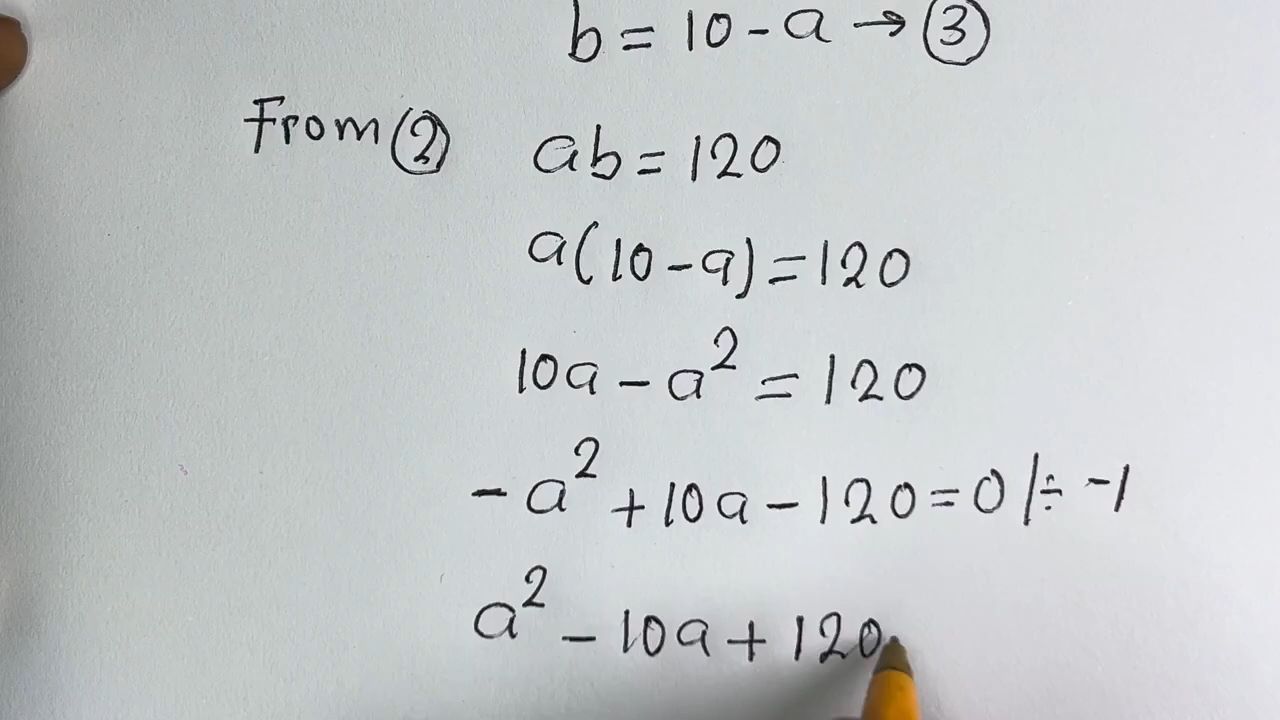 b = 10 - a → ③
From ② ab = 120
a(10 - a) = 120
10a - a² = 120
- a² + 10a - 120 = 0 | ÷ -1
a² - 10a + 120